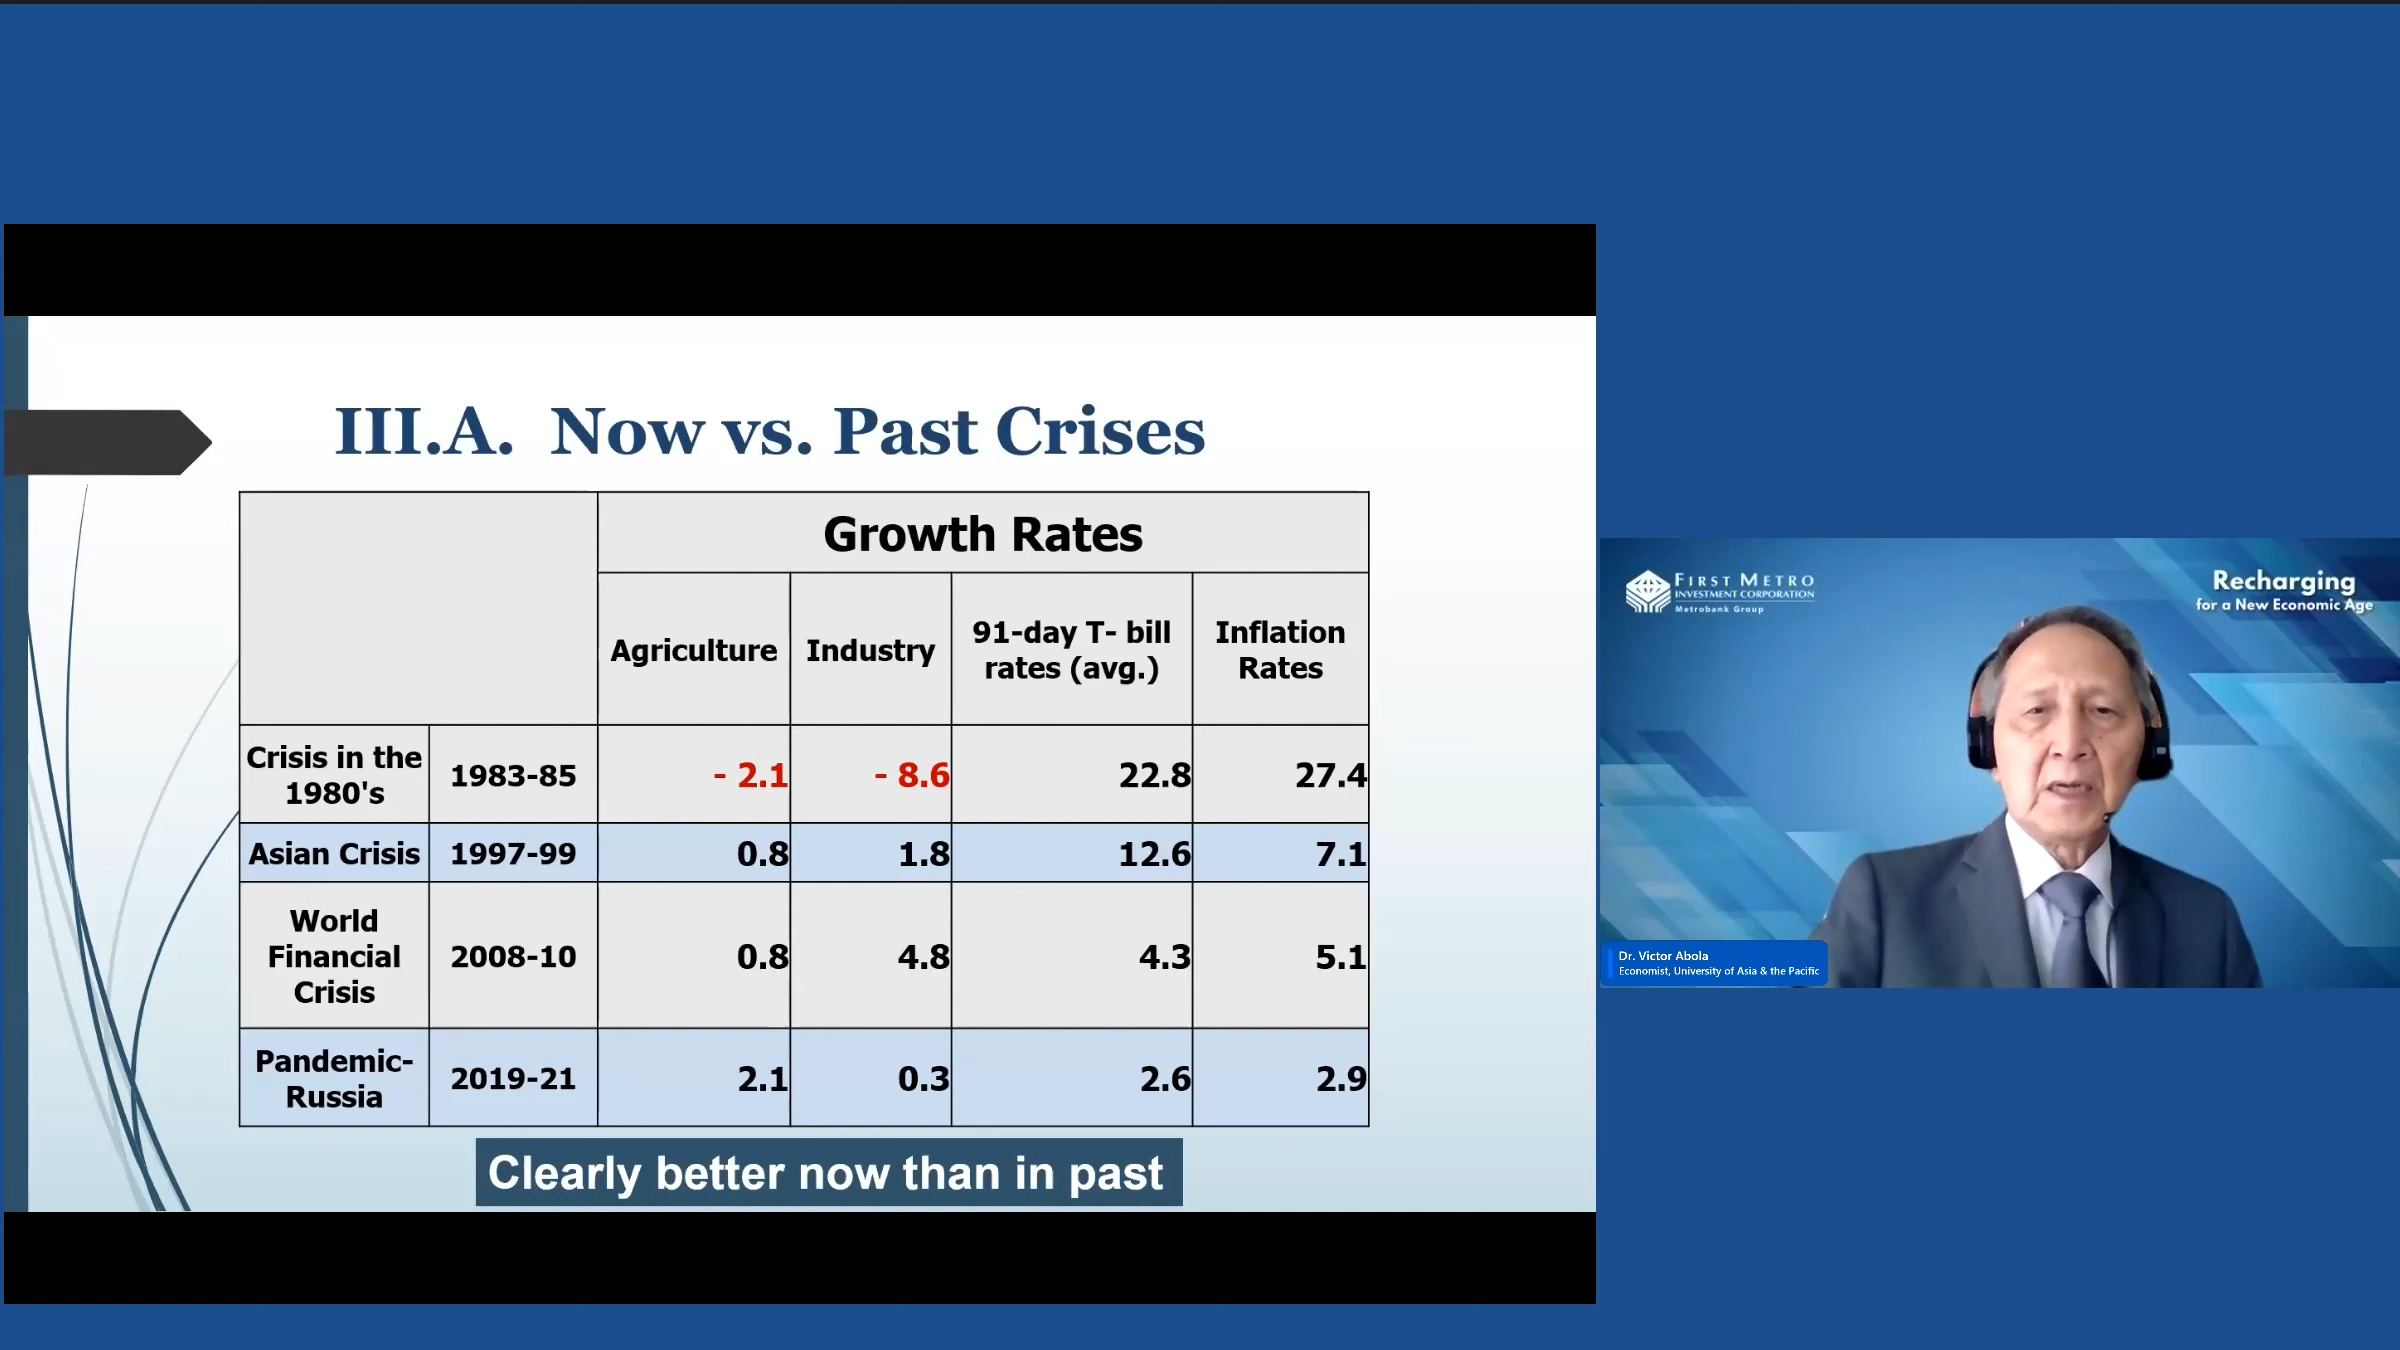 III.A.  Now vs. Past Crises
Growth Rates
Agriculture
Industry
91-day T- bill
rates (avg.)
Inflation
Rates
Crisis in the
1980's
1983-85
- 2.1
- 8.6
22.8
27.4
Asian Crisis
1997-99
0.8
1.8
12.6
7.1
World
Financial
Crisis
2008-10
0.8
4.8
4.3
5.1
Pandemic-
Russia
2019-21
2.1
0.3
2.6
2.9
Clearly better now than in past
FIRST METRO
INVESTMENT CORPORATION
Metrobank Group
Recharging
for a New Economic Age
Dr. Victor Abola
Economist, University of Asia & the Pacific